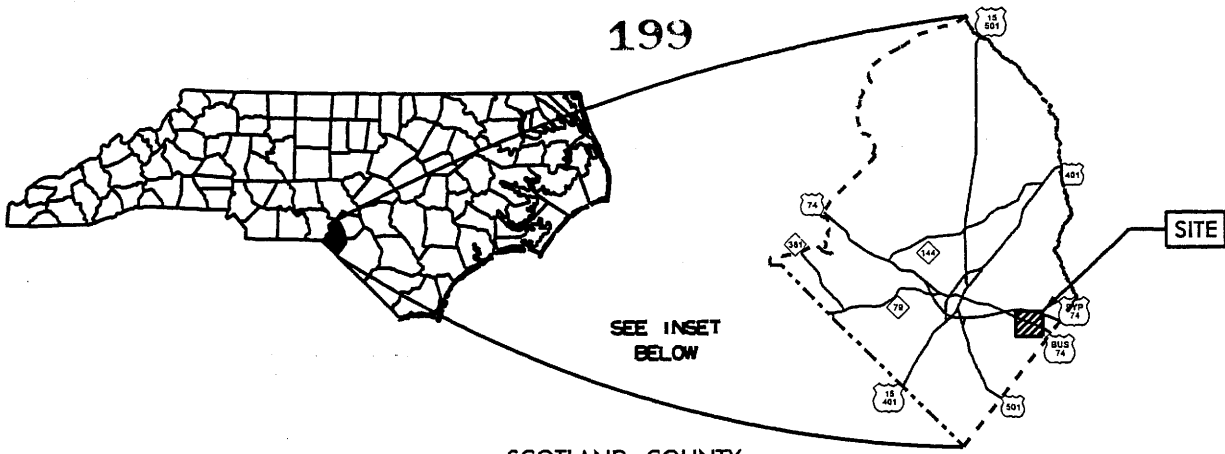 199
15
501
401
74
381
144
SITE
79
BYP
74
SEE INSET
BELOW
BUS
74
15
401
501
SCOTLAND COUNTY